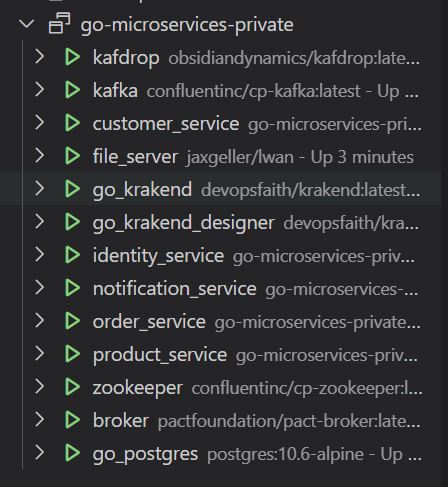 go-microservices-private
kafdrop obsidiandynamics/kafdrop:late...
kafka confluentinc/cp-kafka:latest - Up ...
customer_service go-microservices-pri...
file_server jaxgeller/lwan - Up 3 minutes
go_krakend devopsfaith/krakend:latest...
go_krakend_designer devopsfaith/kra...
identity_service go-microservices-priv...
notification_service go-microservices-...
order_service go-microservices-private...
product_service go-microservices-priv...
zookeeper confluentinc/cp-zookeeper:l...
broker pactfoundation/pact-broker:late...
go_postgres postgres:10.6-alpine - Up ...